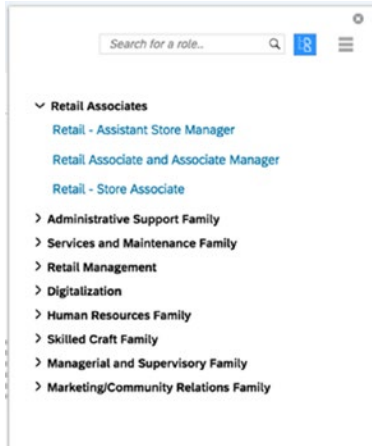 Search for a role..
Retail Associates
Retail - Assistant Store Manager
Retail Associate and Associate Manager
Retail - Store Associate
Administrative Support Family
Services and Maintenance Family
Retail Management
Digitalization
Human Resources Family
Skilled Craft Family
Managerial and Supervisory Family
Marketing/Community Relations Family